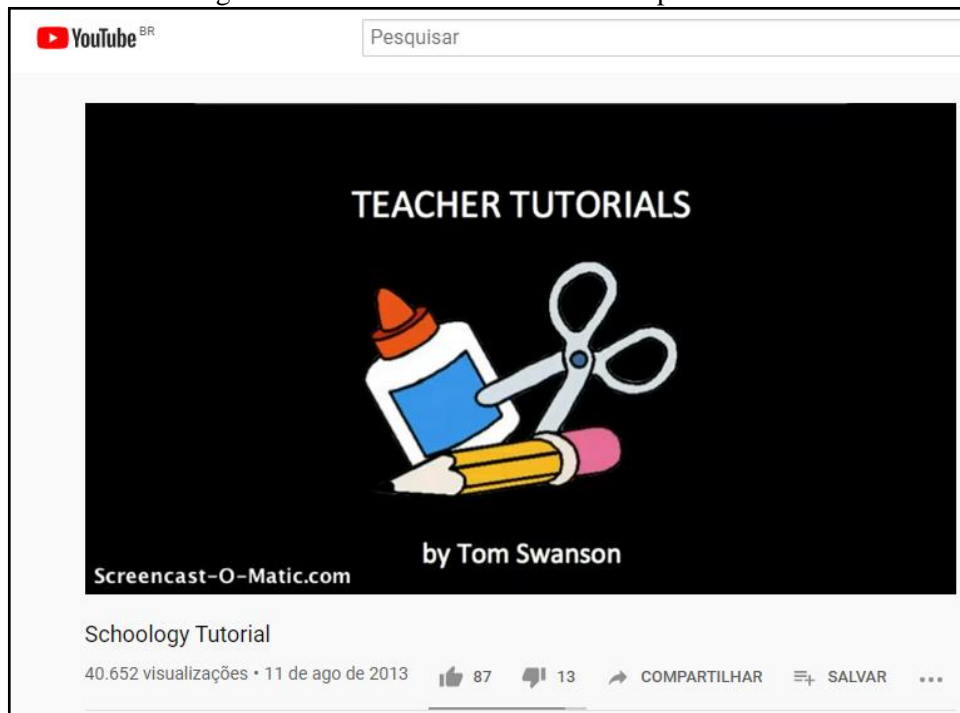 YouTube BR
Pesquisar
TEACHER TUTORIALS
by Tom Swanson
Screencast-O-Matic.com
Schoology Tutorial
40.652 visualizações • 11 de ago de 2013 87 13 COMPARTILHAR SALVAR